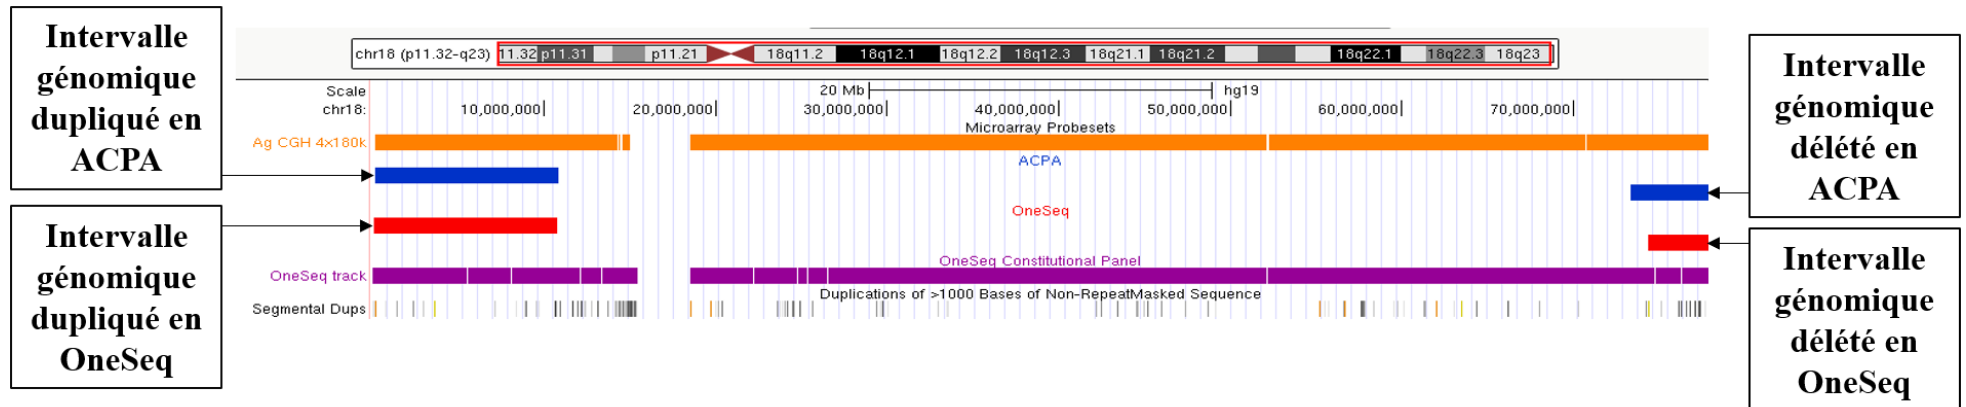 Intervalle
génomique
dupliqué en
ACPA
Intervalle
génomique
dupliqué en
OneSeq
chr18 (p11.32-q23) 11.32 p11.31 p11.21 18q11.2 18q12.1 18q12.2 18q12.3 18q21.1 18q21.2 18q22.1 18q22.3 18q23
Scale 20 Mb hg19
chr18: 10,000,000 20,000,000 30,000,000 40,000,000 50,000,000 60,000,000 70,000,000
Microarray Probesets
Ag CGH 4x180k
ACPA
OneSeq
OneSeq Constitutional Panel
OneSeq track
Duplications of >1000 Bases of Non-RepeatMasked Sequence
Segmental Dups
Intervalle
génomique
délété en
ACPA
Intervalle
génomique
délété en
OneSeq